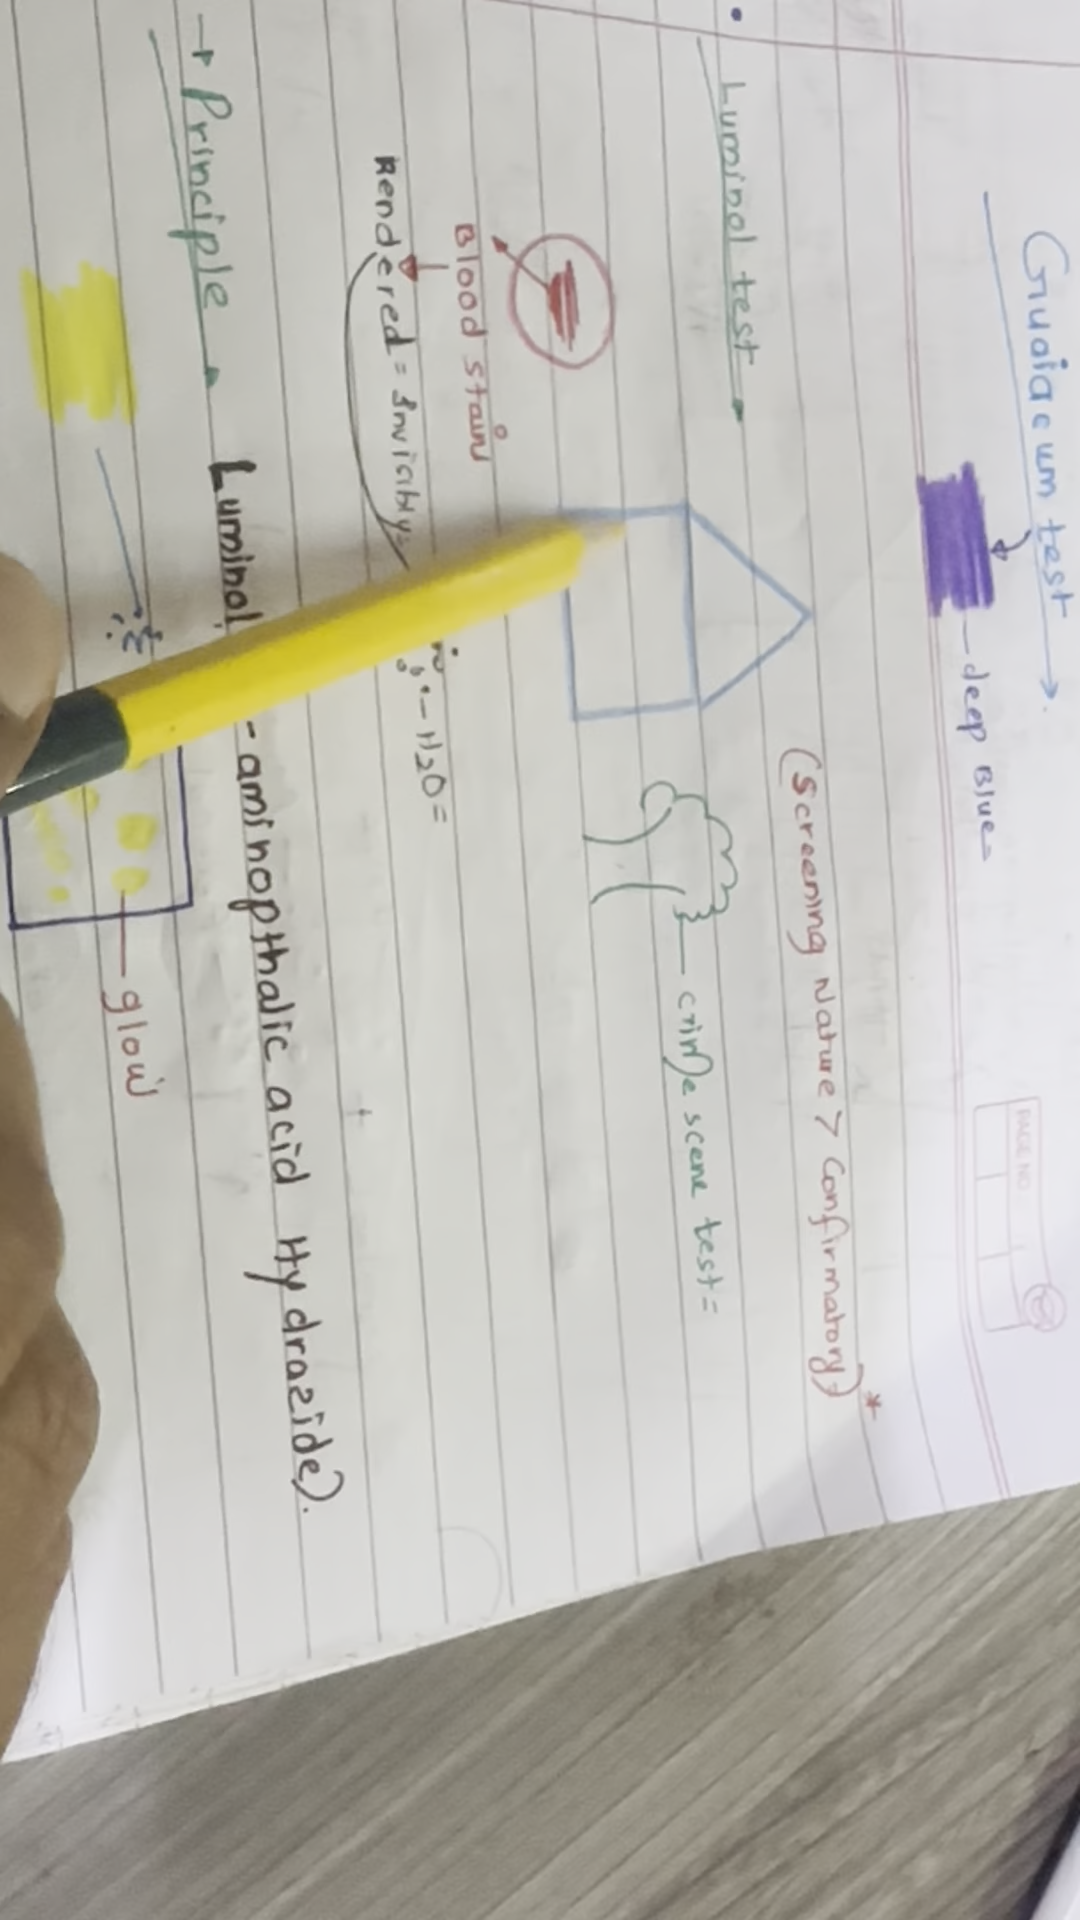 Guaiacum test →.
deep Blue=
PAGE NO
(Screening Nature > Confirmatory) *
• Luminol test →
crime scene test =
Blood stain
Rendered = Invisibly
:- H₂O =
→ Principle →
Luminol -aminopthalic acid Hydrazide).
glow